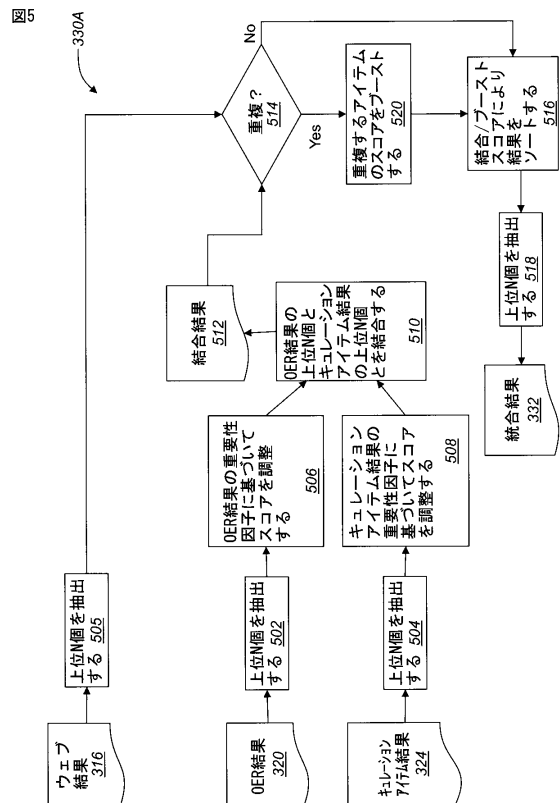 図5
330A
ウェブ
結果
316
上位N個を抽出
する 505
OER結果
320
上位N個を抽出
する 502
OER結果の重要性
因子に基づいて
スコアを調整
する
506
キュレーション
アイテム結果
324
上位N個を抽出
する 504
キュレーション
アイテム結果の
重要性因子に
基づいてスコア
を調整する
508
OER結果の
上位N個と
キュレーション
アイテム結果
の上位N個
とを結合する
510
結合結果
512
重複？
514
No
Yes
重複するアイテム
のスコアをブースト
する
520
結合/ブースト
スコアにより
結果を
ソートする
516
上位N個を抽出
する 518
統合結果
332